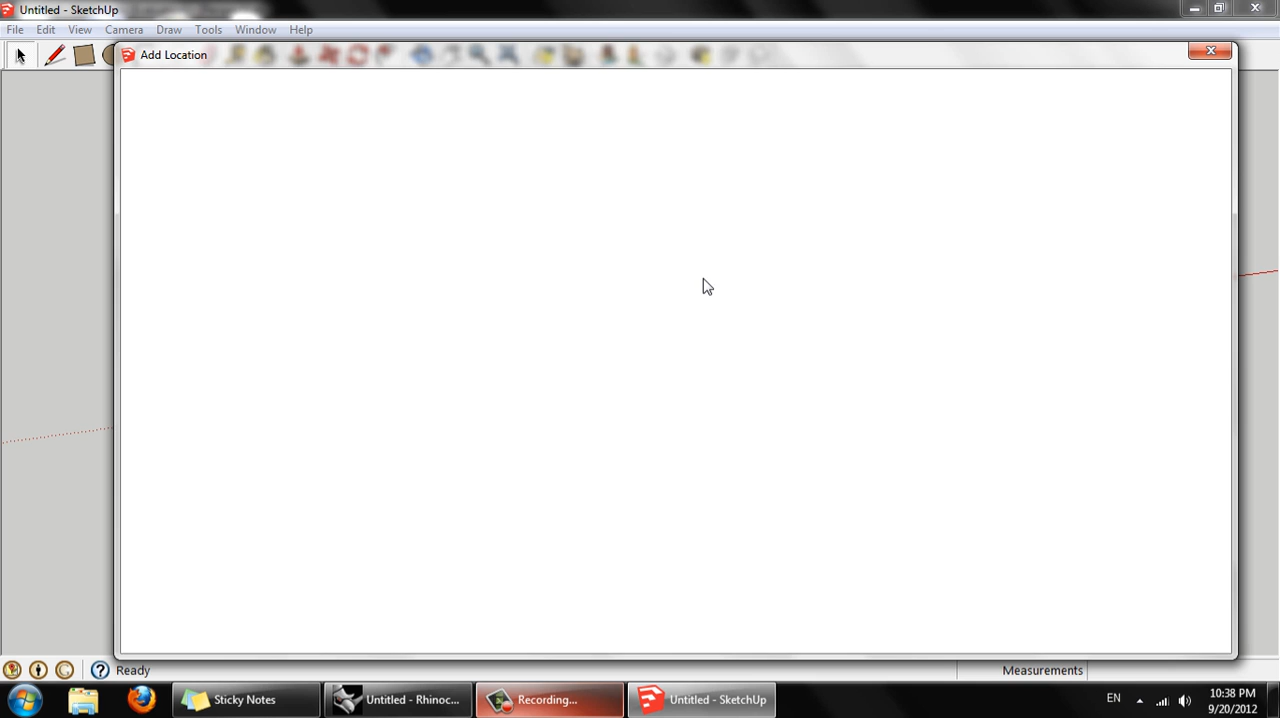 Untitled - SketchUp
File Edit View Camera Draw Tools Window Help
Add Location
Ready
Measurements
Sticky Notes
Untitled - Rhinoc...
Recording...
Untitled - SketchUp
EN
10:38 PM
9/20/2012